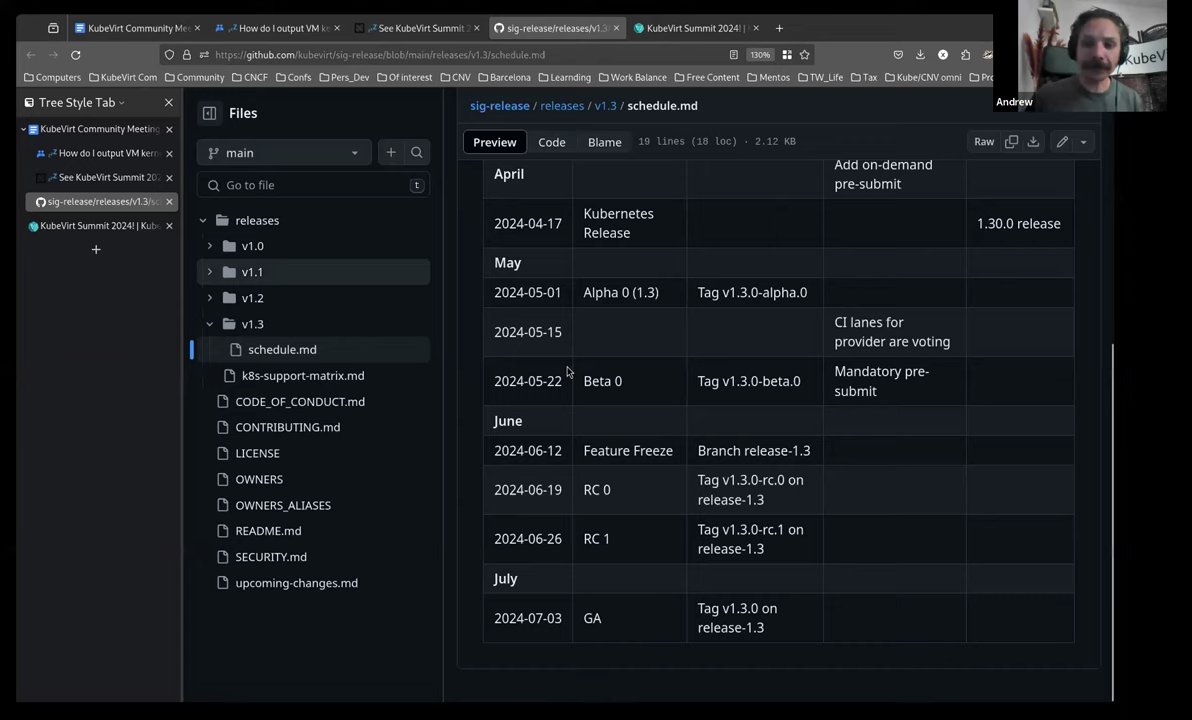 KubeVirt Community Me
How do I output VM ke
See KubeVirt Summit 20
sig-release/releases/v1.3
KubeVirt Summit 2024! | Ku
https://github.com/kubevirt/sig-release/blob/main/releases/v1.3/schedule.md
130%
Computers
KubeVirt Com
Community
CNCF
Confs
Pers_Dev
Of interest
CNV
Barcelona
Learning
Work Balance
Free Content
Mentos
TW_Life
Tax
Kube/CNV omni
Andrew
Tree Style Tab
KubeVirt Community Meeting
How do I output VM ker
See KubeVirt Summit 202
sig-release/releases/v1.3/sc
KubeVirt Summit 2024! | Kub
Files
main
Go to file
t
releases
v1.0
v1.1
v1.2
v1.3
schedule.md
k8s-support-matrix.md
CODE_OF_CONDUCT.md
CONTRIBUTING.md
LICENSE
OWNERS
OWNERS_ALIASES
README.md
SECURITY.md
upcoming-changes.md
sig-release / releases / v1.3 / schedule.md
Preview Code Blame 19 lines (18 loc) · 2.12 KB Raw
April
Add on-demand
pre-submit
2024-04-17
Kubernetes
Release
1.30.0 release
May
2024-05-01 Alpha 0 (1.3) Tag v1.3.0-alpha.0
2024-05-15
CI lanes for
provider are voting
2024-05-22 Beta 0 Tag v1.3.0-beta.0
Mandatory pre-
submit
June
2024-06-12 Feature Freeze Branch release-1.3
2024-06-19 RC 0
Tag v1.3.0-rc.0 on
release-1.3
2024-06-26 RC 1
Tag v1.3.0-rc.1 on
release-1.3
July
2024-07-03 GA
Tag v1.3.0 on
release-1.3